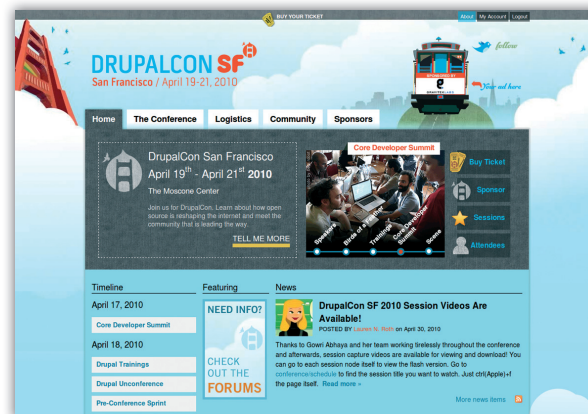 BUY YOUR TICKET
About
My Account
Logout
DRUPALCON SF
San Francisco / April 19-21, 2010
SPONSORED BY
follow
Your ad here
Home
The Conference
Logistics
Community
Sponsors
DrupalCon San Francisco
April 19th - April 21st 2010
The Moscone Center
Join us for DrupalCon. Learn about how open
source is reshaping the internet and meet the
community that is leading the way.
TELL ME MORE
Core Developer Summit
Speakers
Birds of a Feather
Trainings
Core Developer
Summit
Scene
Buy Ticket
Sponsor
Sessions
Attendees
Timeline
April 17, 2010
Core Developer Summit
April 18, 2010
Drupal Trainings
Drupal Unconference
Pre-Conference Sprint
Featuring
NEED INFO?
CHECK
OUT THE
FORUMS
News
DrupalCon SF 2010 Session Videos Are
Available!
POSTED BY Lauren N. Roth on April 30, 2010
Thanks to Gowri Abhaya and her team working tirelessly throughout the conference
and afterwards, session capture videos are available for viewing and download! You
can go to each session node itself to view the flash version. Go to
conference/schedule to find the session title you want to watch. Just ctrl(Apple)+f
the page itself. Read more »
More news items